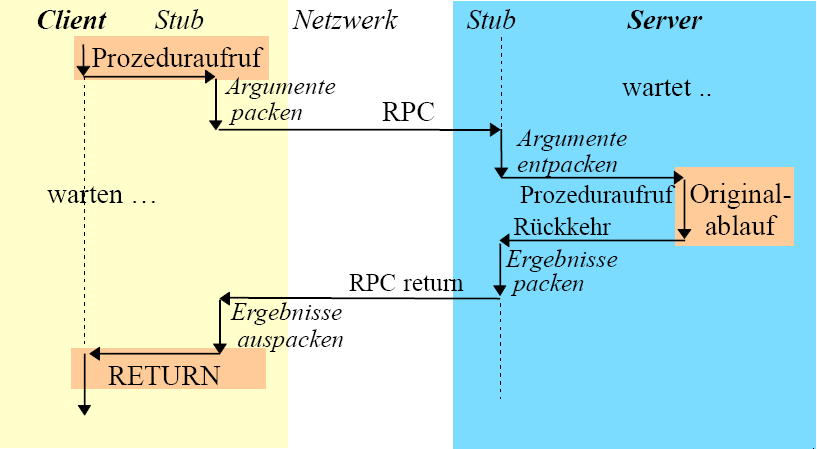 Client Stub Netzwerk Stub Server
Prozeduraufruf
Argumente
packen
RPC
wartet ..
Argumente
entpacken
warten …
Prozeduraufruf
Original-
ablauf
Rückkehr
Ergebnisse
packen
RPC return
Ergebnisse
auspacken
RETURN